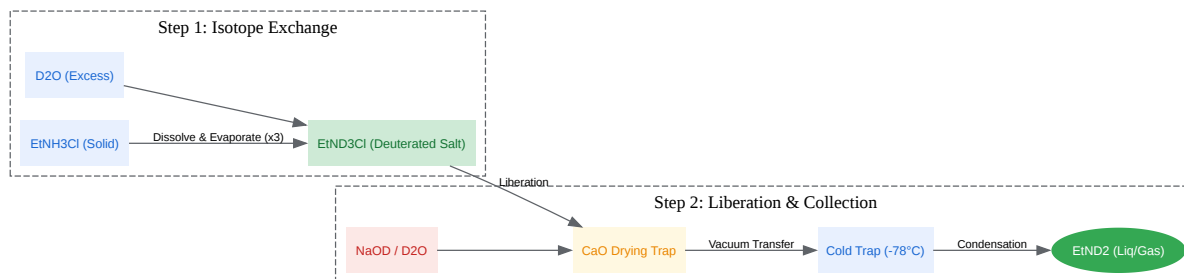 Step 1: Isotope Exchange
D2O (Excess)
EtNH3Cl (Solid)
Dissolve & Evaporate (x3)
EtND3Cl (Deuterated Salt)
Liberation
Step 2: Liberation & Collection
NaOD / D2O
CaO Drying Trap
Vacuum Transfer
Cold Trap (-78°C)
Condensation
EtND2 (Liq/Gas)